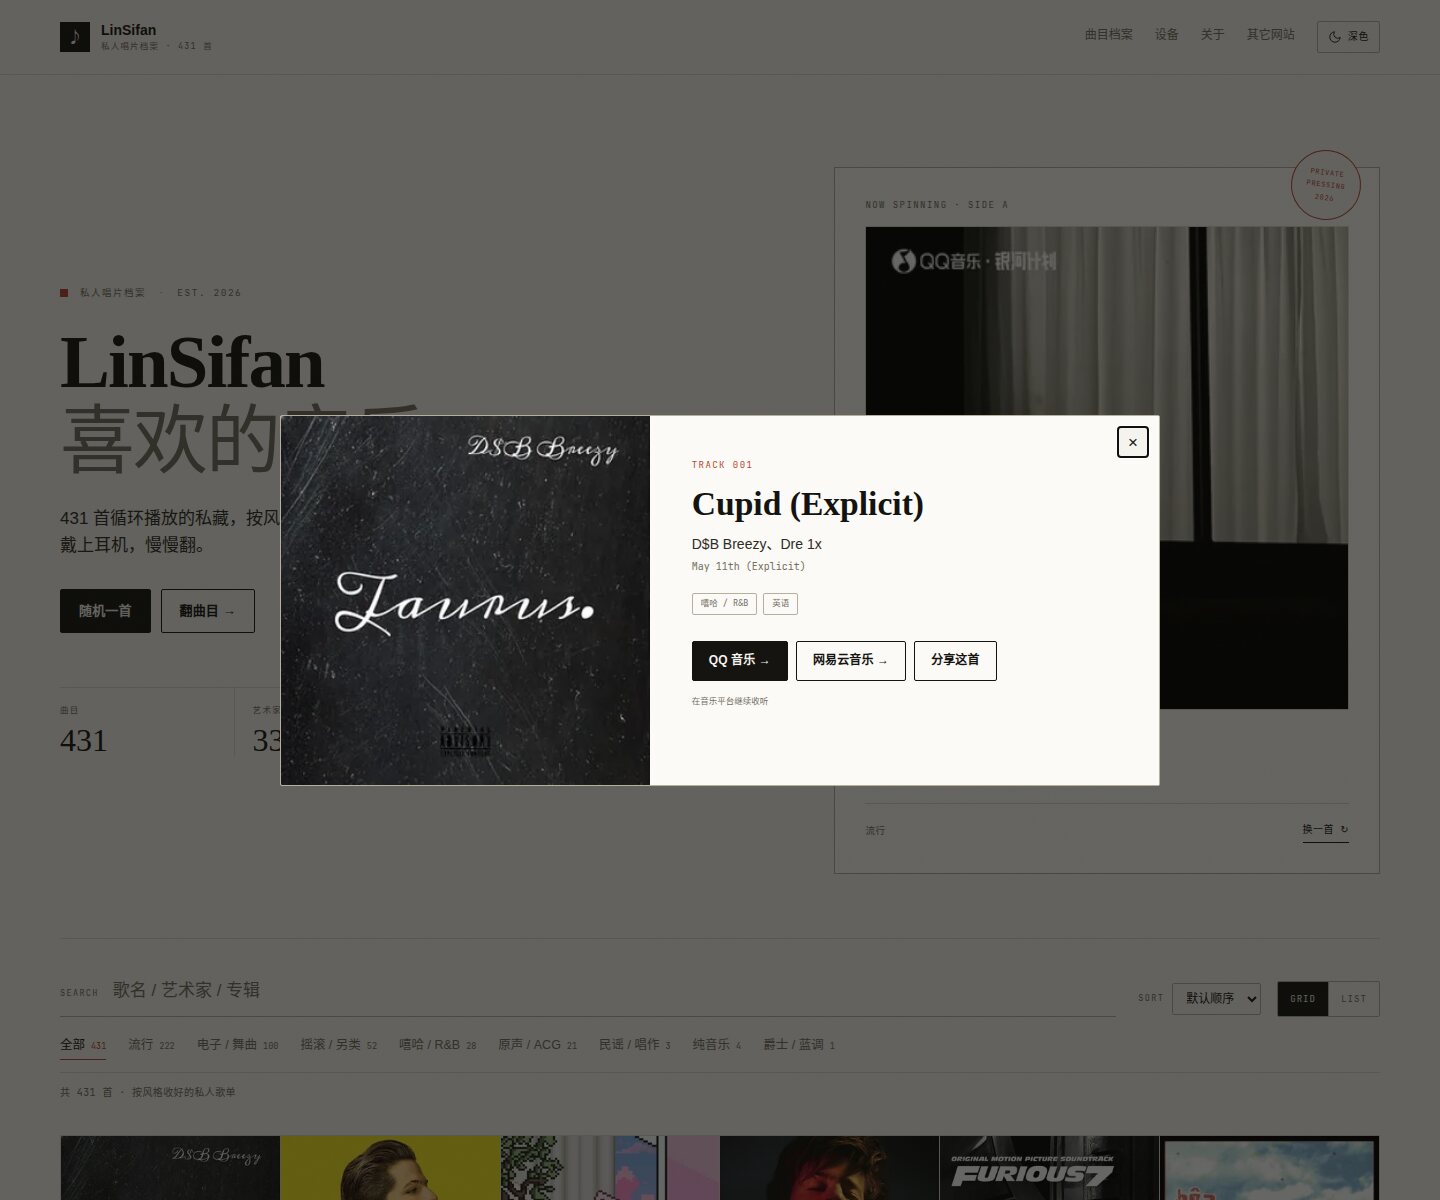 LinSifan
私人唱片档案 · 431 首
曲目档案
设备
关于
其它网站
深色
PRIVATE
PRESSING
2026
NOW SPINNING · SIDE A
QQ音乐·银河计划
私人唱片档案 · EST. 2026
LinSifan
喜欢的
431 首循环播放的私藏，按风
戴上耳机，慢慢翻。
随机一首
翻曲目 →
曲目
431
艺术家
33
D$B Breezy
Taurus.
×
TRACK 001
Cupid (Explicit)
D$B Breezy、Dre 1x
May 11th (Explicit)
嘻哈 / R&B
英语
QQ 音乐 →
网易云音乐 →
分享这首
在音乐平台继续收听
流行
换一首 ↻
SEARCH
歌名 / 艺术家 / 专辑
SORT
默认顺序
GRID
LIST
全部 431
流行 222
电子 / 舞曲 100
摇滚 / 另类 52
嘻哈 / R&B 28
原声 / ACG 21
民谣 / 唱作 3
纯音乐 4
爵士 / 蓝调 1
共 431 首 · 按风格收好的私人歌单
D$B Breezy
ORIGINAL MOTION PICTURE SOUNDTRACK
FURIOUS7